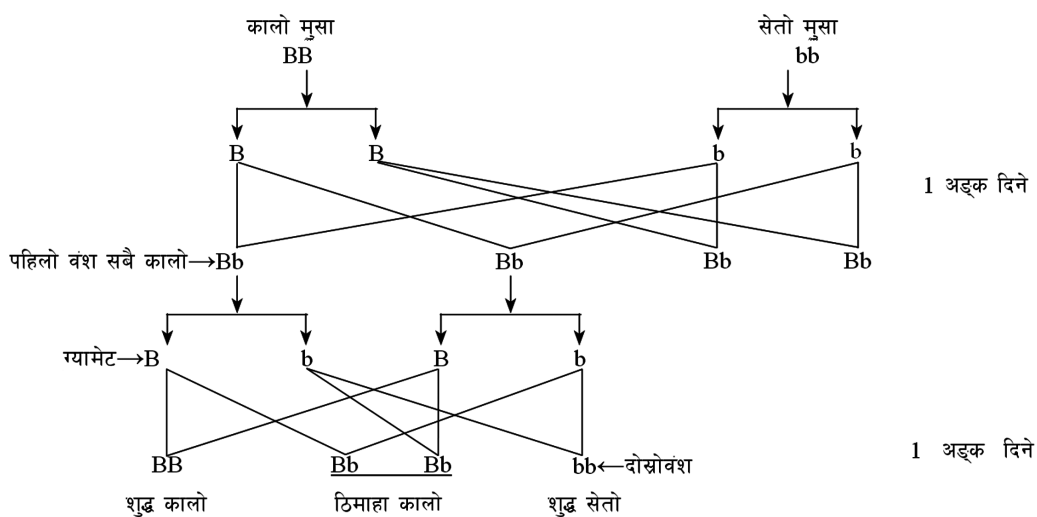 कालो मुसा सेतो मुसा
BB bb
B B b b
1 अङ्क दिने
पहिलो वंश सबै कालो→Bb Bb Bb Bb
ग्यामेट→B b B b
BB Bb Bb bb←दोस्रोवंश
1 अङ्क दिने
शुद्ध कालो ठिमाहा कालो शुद्ध सेतो